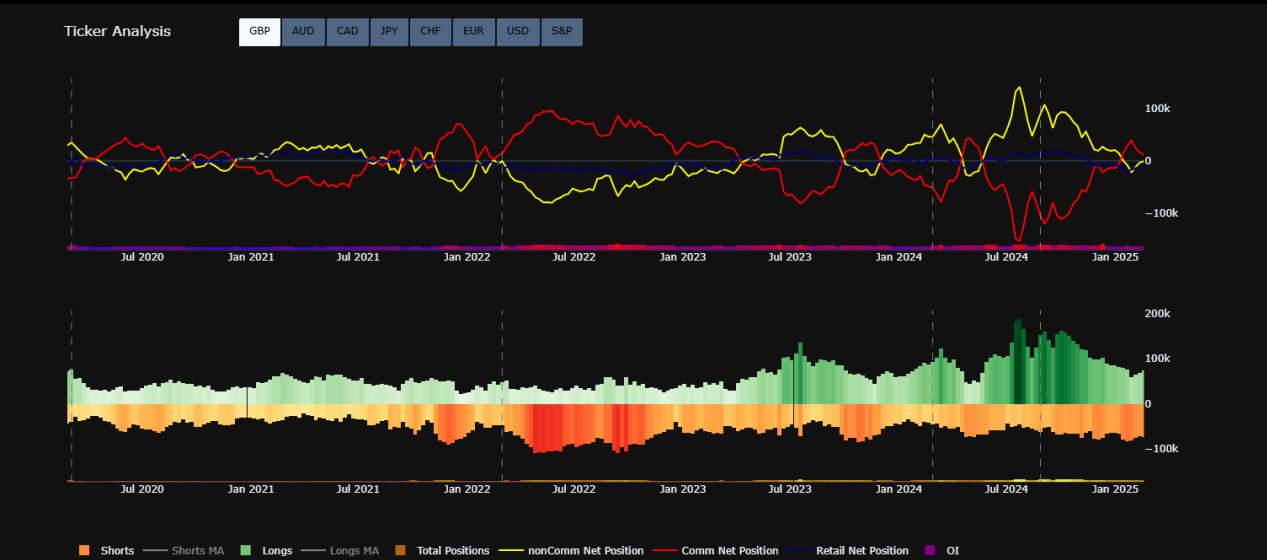 Ticker Analysis GBP AUD CAD JPY CHF EUR USD S&P
100k
0
−100k
Jul 2020 Jan 2021 Jul 2021 Jan 2022 Jul 2022 Jan 2023 Jul 2023 Jan 2024 Jul 2024 Jan 2025
200k
100k
0
−100k
Jul 2020 Jan 2021 Jul 2021 Jan 2022 Jul 2022 Jan 2023 Jul 2023 Jan 2024 Jul 2024 Jan 2025
Shorts Shorts MA Longs Longs MA Total Positions nonComm Net Position Comm Net Position Retail Net Position OI